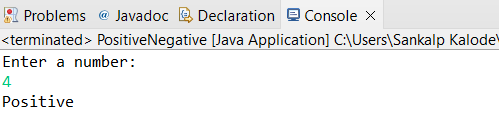 Problems @ Javadoc Declaration Console ×
<terminated> PositiveNegative [Java Application] C:\Users\Sankalp Kalode\
Enter a number:
4
Positive